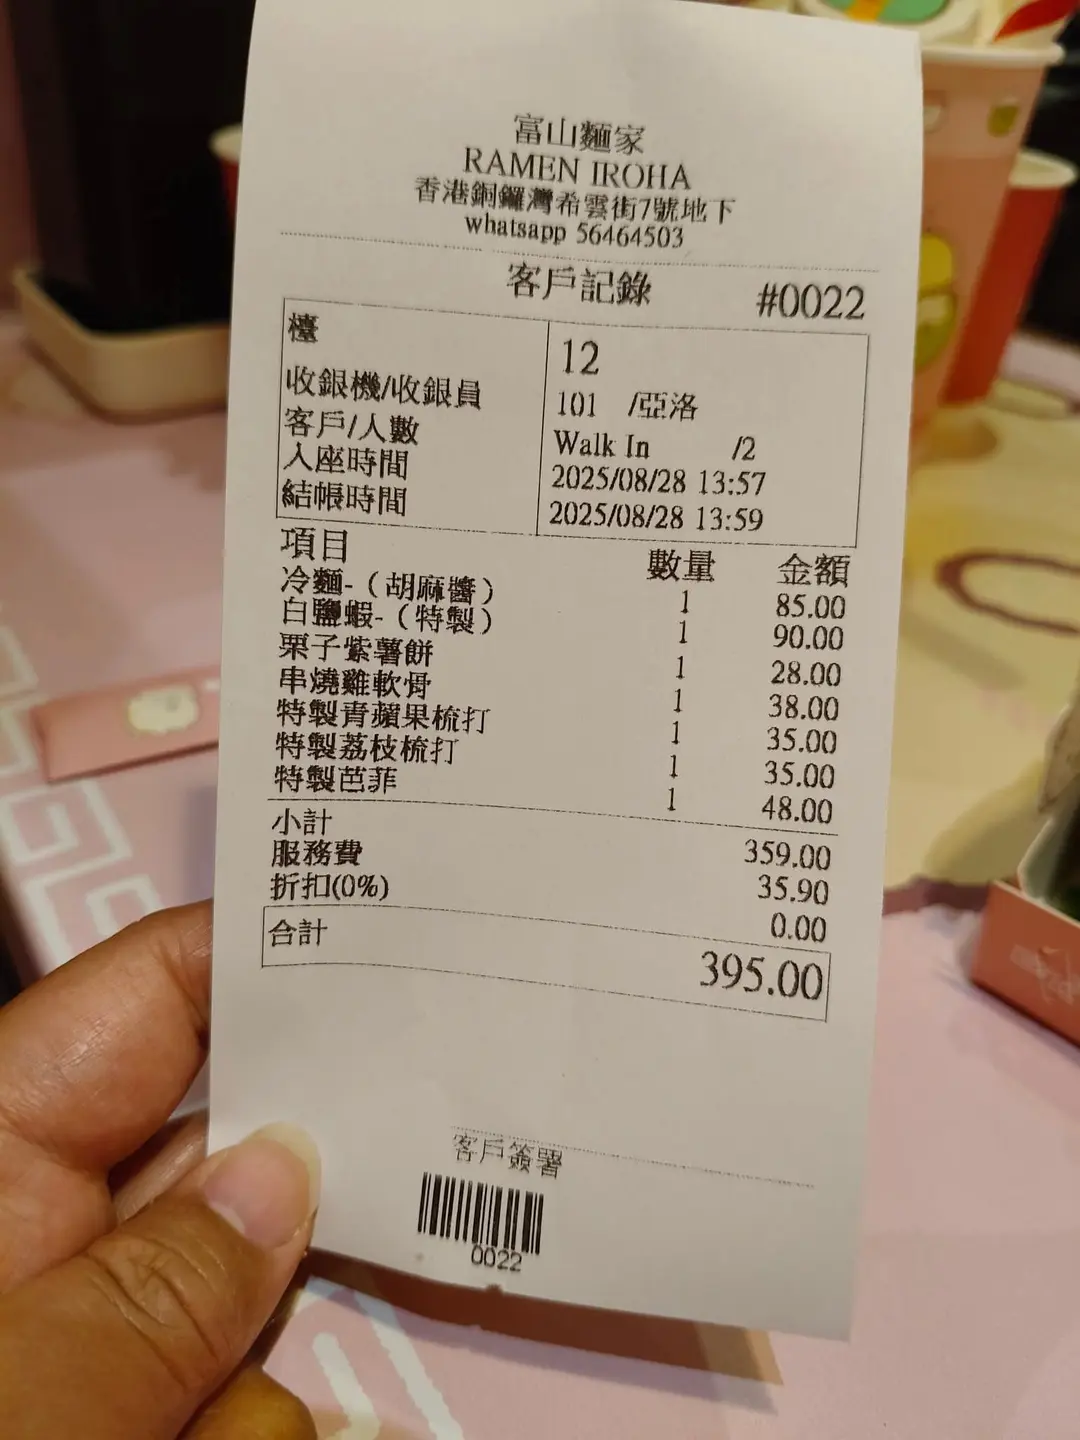 富山麵家
RAMEN IROHA
香港銅鑼灣希雲街7號地下
whatsapp 56464503
客戶記錄 #0022
檯 12
收銀機/收銀員 101 /亞洛
客戶/人數 Walk In /2
入座時間 2025/08/28 13:57
結帳時間 2025/08/28 13:59
項目 數量 金額
冷麵-（胡麻醬） 1 85.00
白鹽蝦-（特製） 1 90.00
栗子紫薯餅 1 28.00
串燒雞軟骨 1 38.00
特製青蘋果梳打 1 35.00
特製荔枝梳打 1 35.00
特製芭菲 1 48.00
小計 359.00
服務費 35.90
折扣(0%) 0.00
合計 395.00
客戶簽署
0022